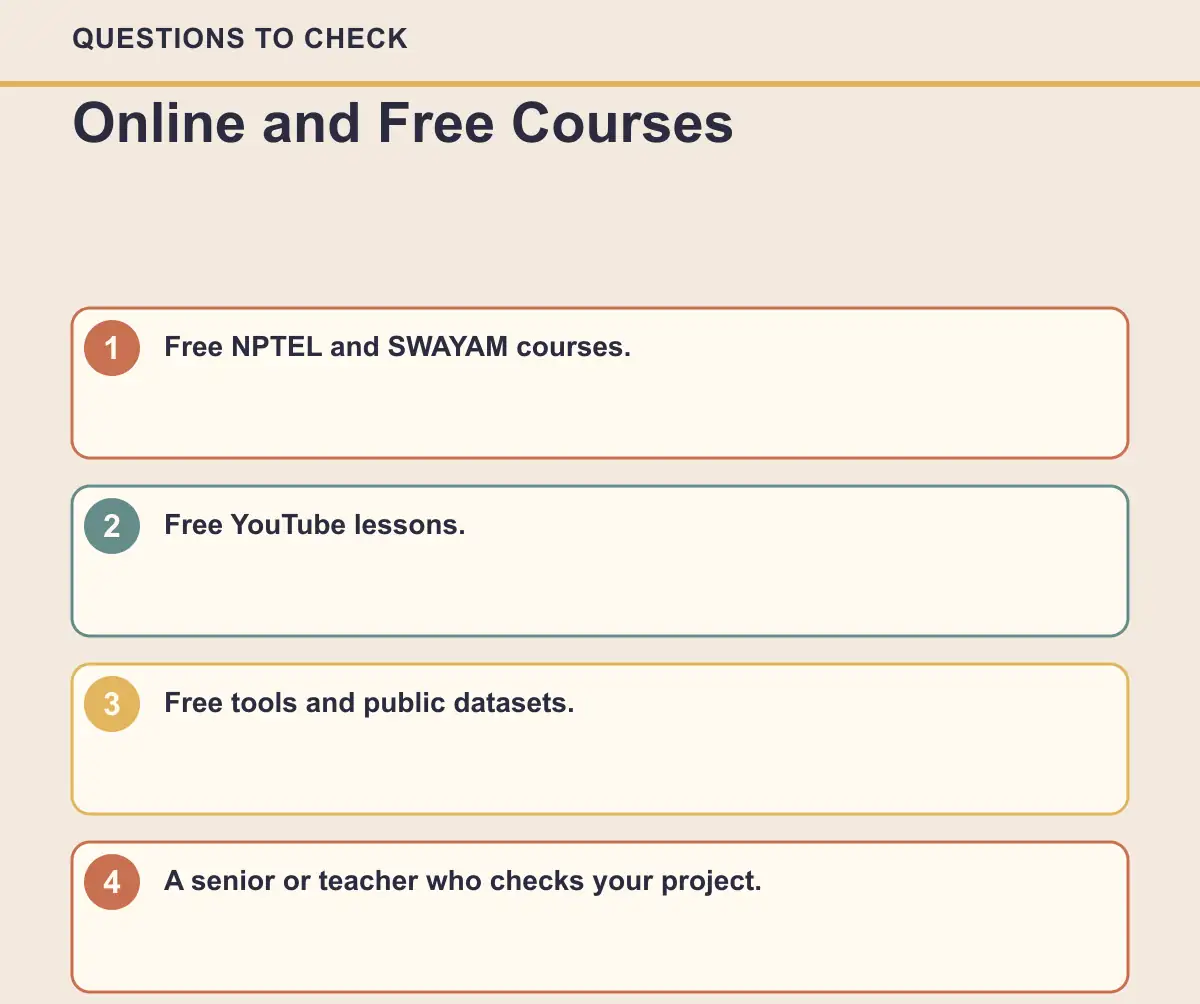 QUESTIONS TO CHECK
Online and Free Courses
1 Free NPTEL and SWAYAM courses.
2 Free YouTube lessons.
3 Free tools and public datasets.
4 A senior or teacher who checks your project.